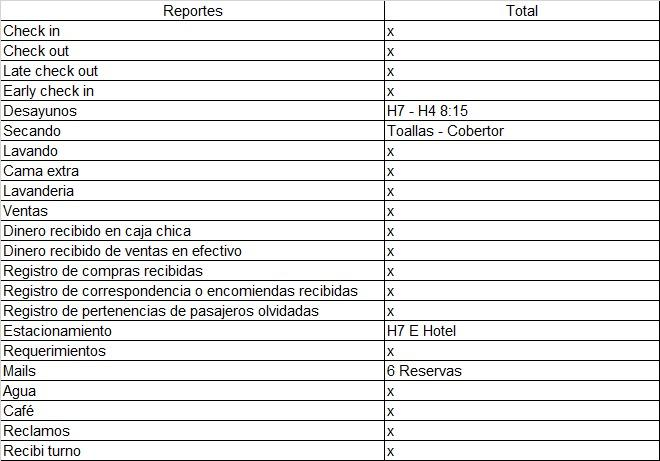 Reportes Total
Check in x
Check out x
Late check out x
Early check in x
Desayunos H7 - H4 8:15
Secando Toallas - Cobertor
Lavando x
Cama extra x
Lavanderia x
Ventas x
Dinero recibido en caja chica x
Dinero recibido de ventas en efectivo x
Registro de compras recibidas x
Registro de correspondencia o encomiendas recibidas x
Registro de pertenencias de pasajeros olvidadas x
Estacionamiento H7 E Hotel
Requerimientos x
Mails 6 Reservas
Agua x
Café x
Reclamos x
Recibi turno x